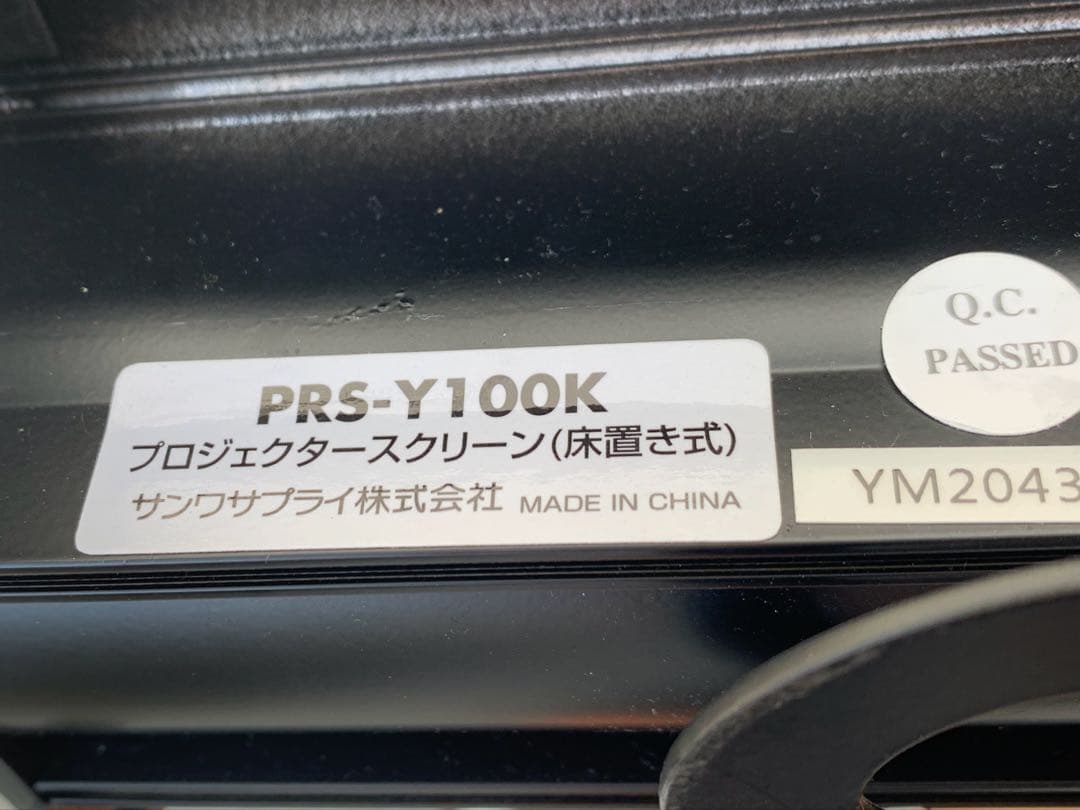 PRS-Y100K
プロジェクタースクリーン(床置き式)
サンワサプライ株式会社 MADE IN CHINA
Q.C.
PASSED
YM2043